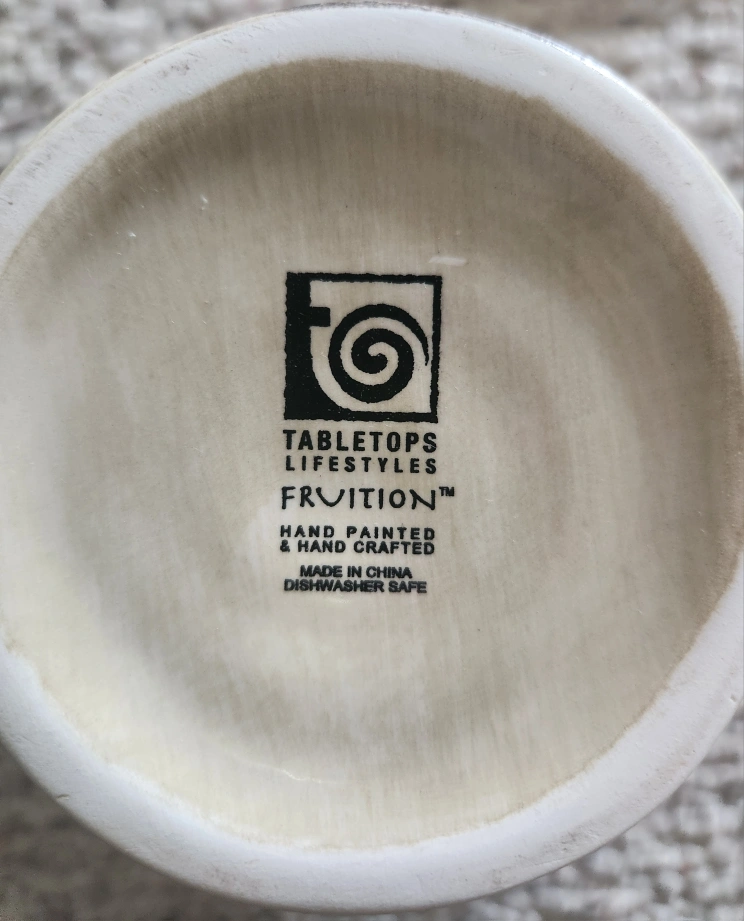 TABLETOPS
LIFESTYLES
FRUITION™
HAND PAINTED
& HAND CRAFTED
MADE IN CHINA
DISHWASHER SAFE